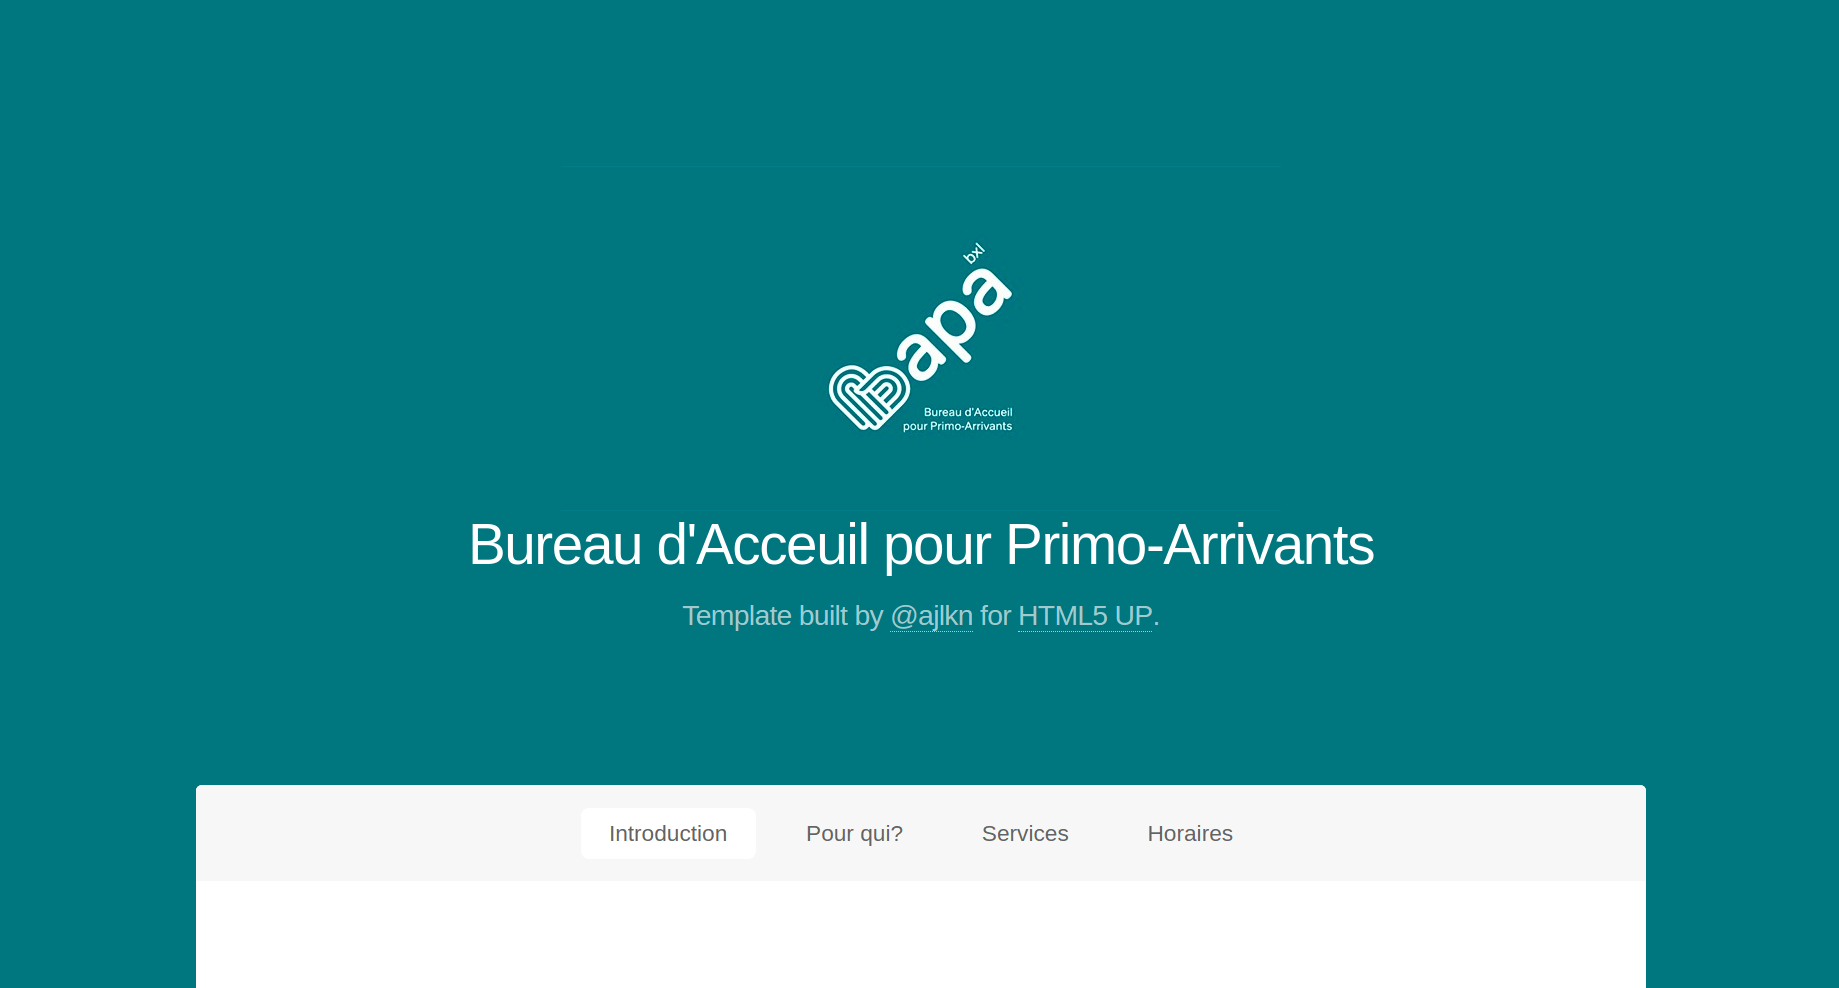 bxl
apa
Bureau d'Accueil
pour Primo-Arrivants
Bureau d'Acceuil pour Primo-Arrivants
Template built by @ajlkn for HTML5 UP.
Introduction
Pour qui?
Services
Horaires